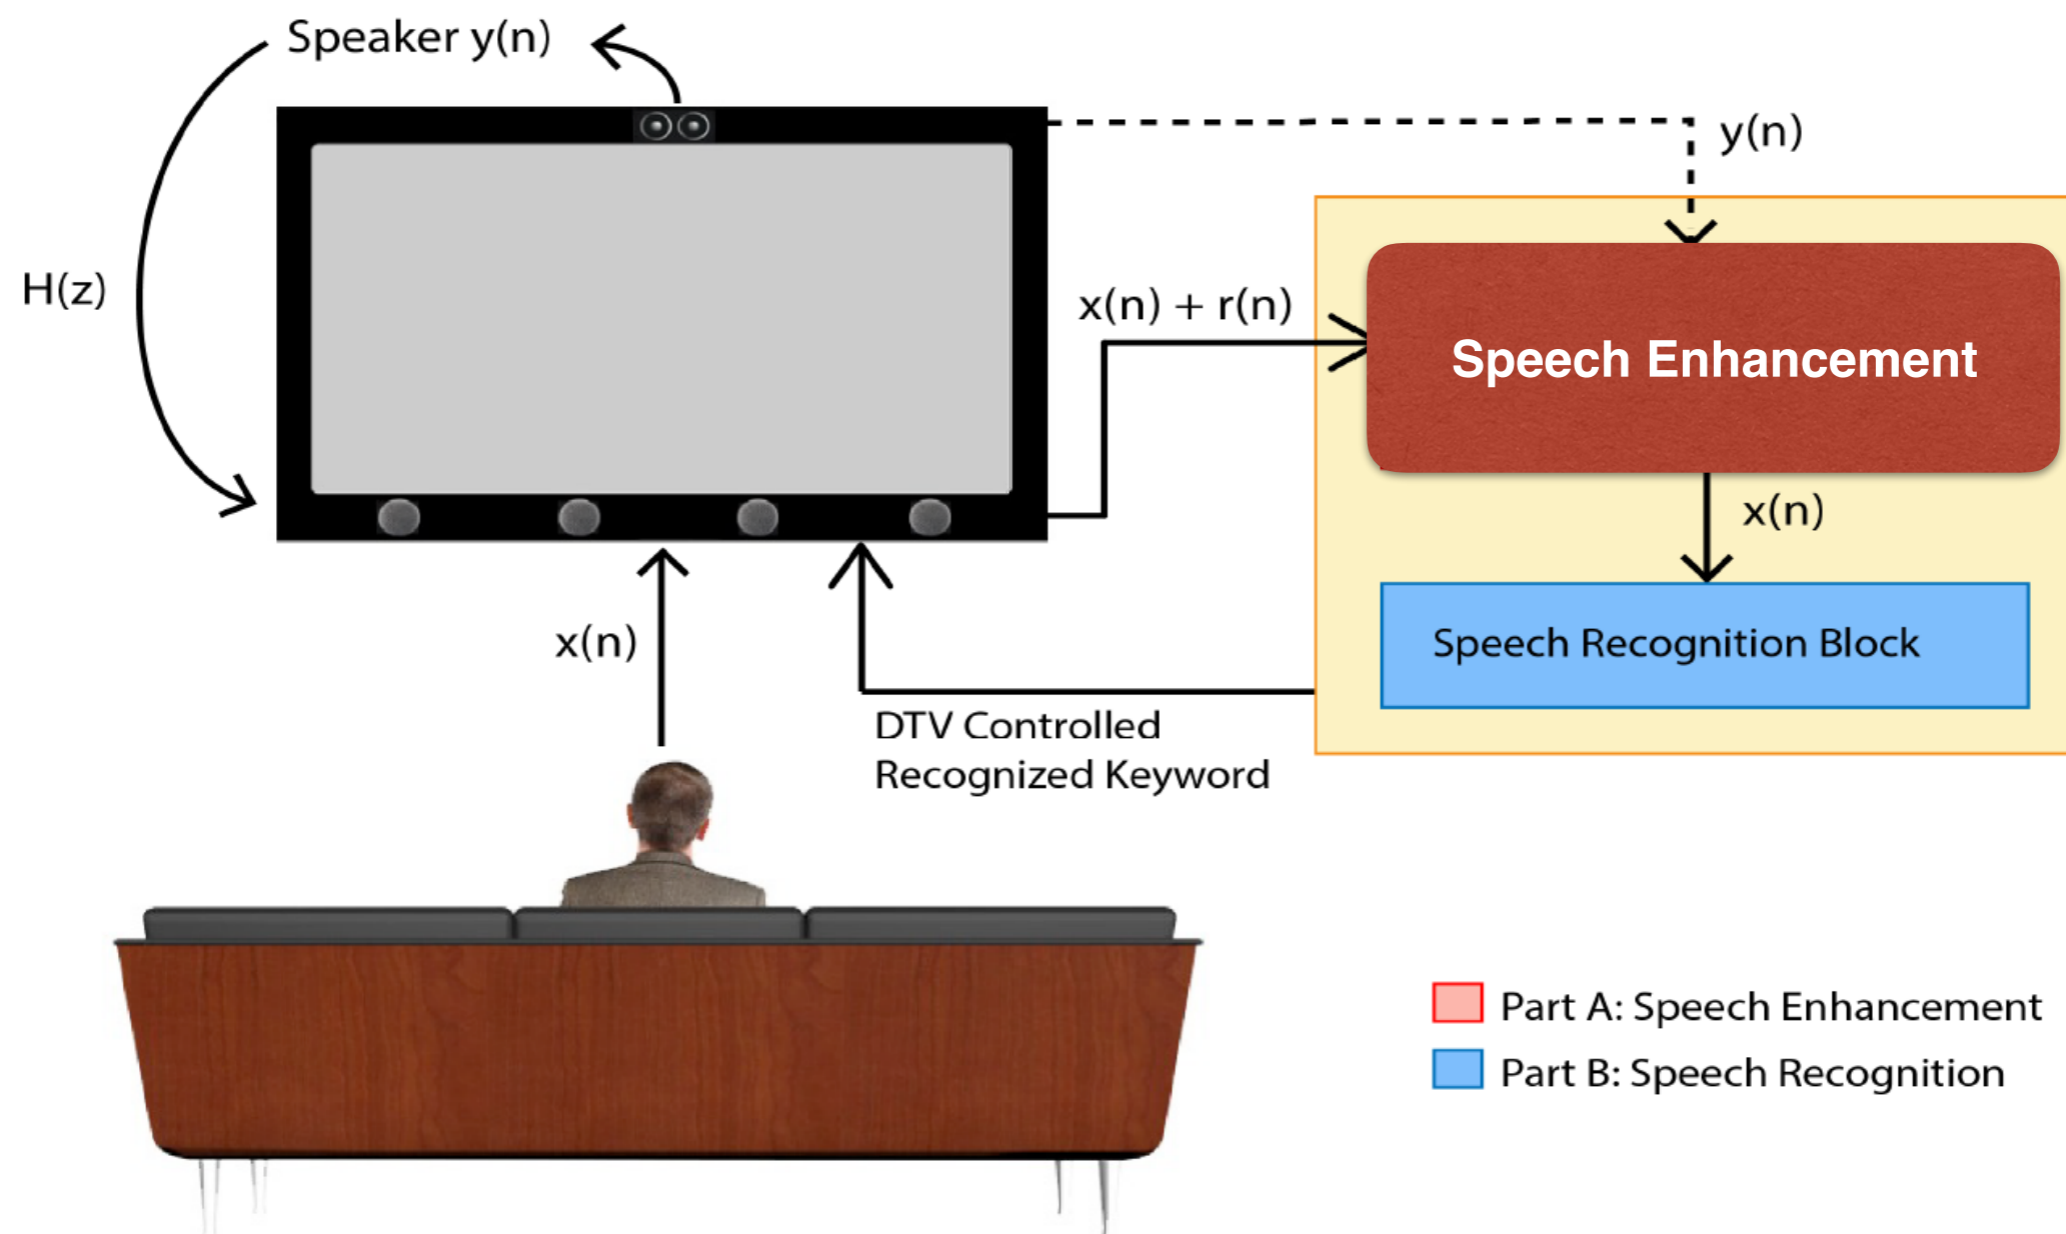 Speaker y(n)
y(n)
H(z)
x(n) + r(n)
Speech Enhancement
x(n)
Speech Recognition Block
x(n)
DTV Controlled
Recognized Keyword
Part A: Speech Enhancement
Part B: Speech Recognition